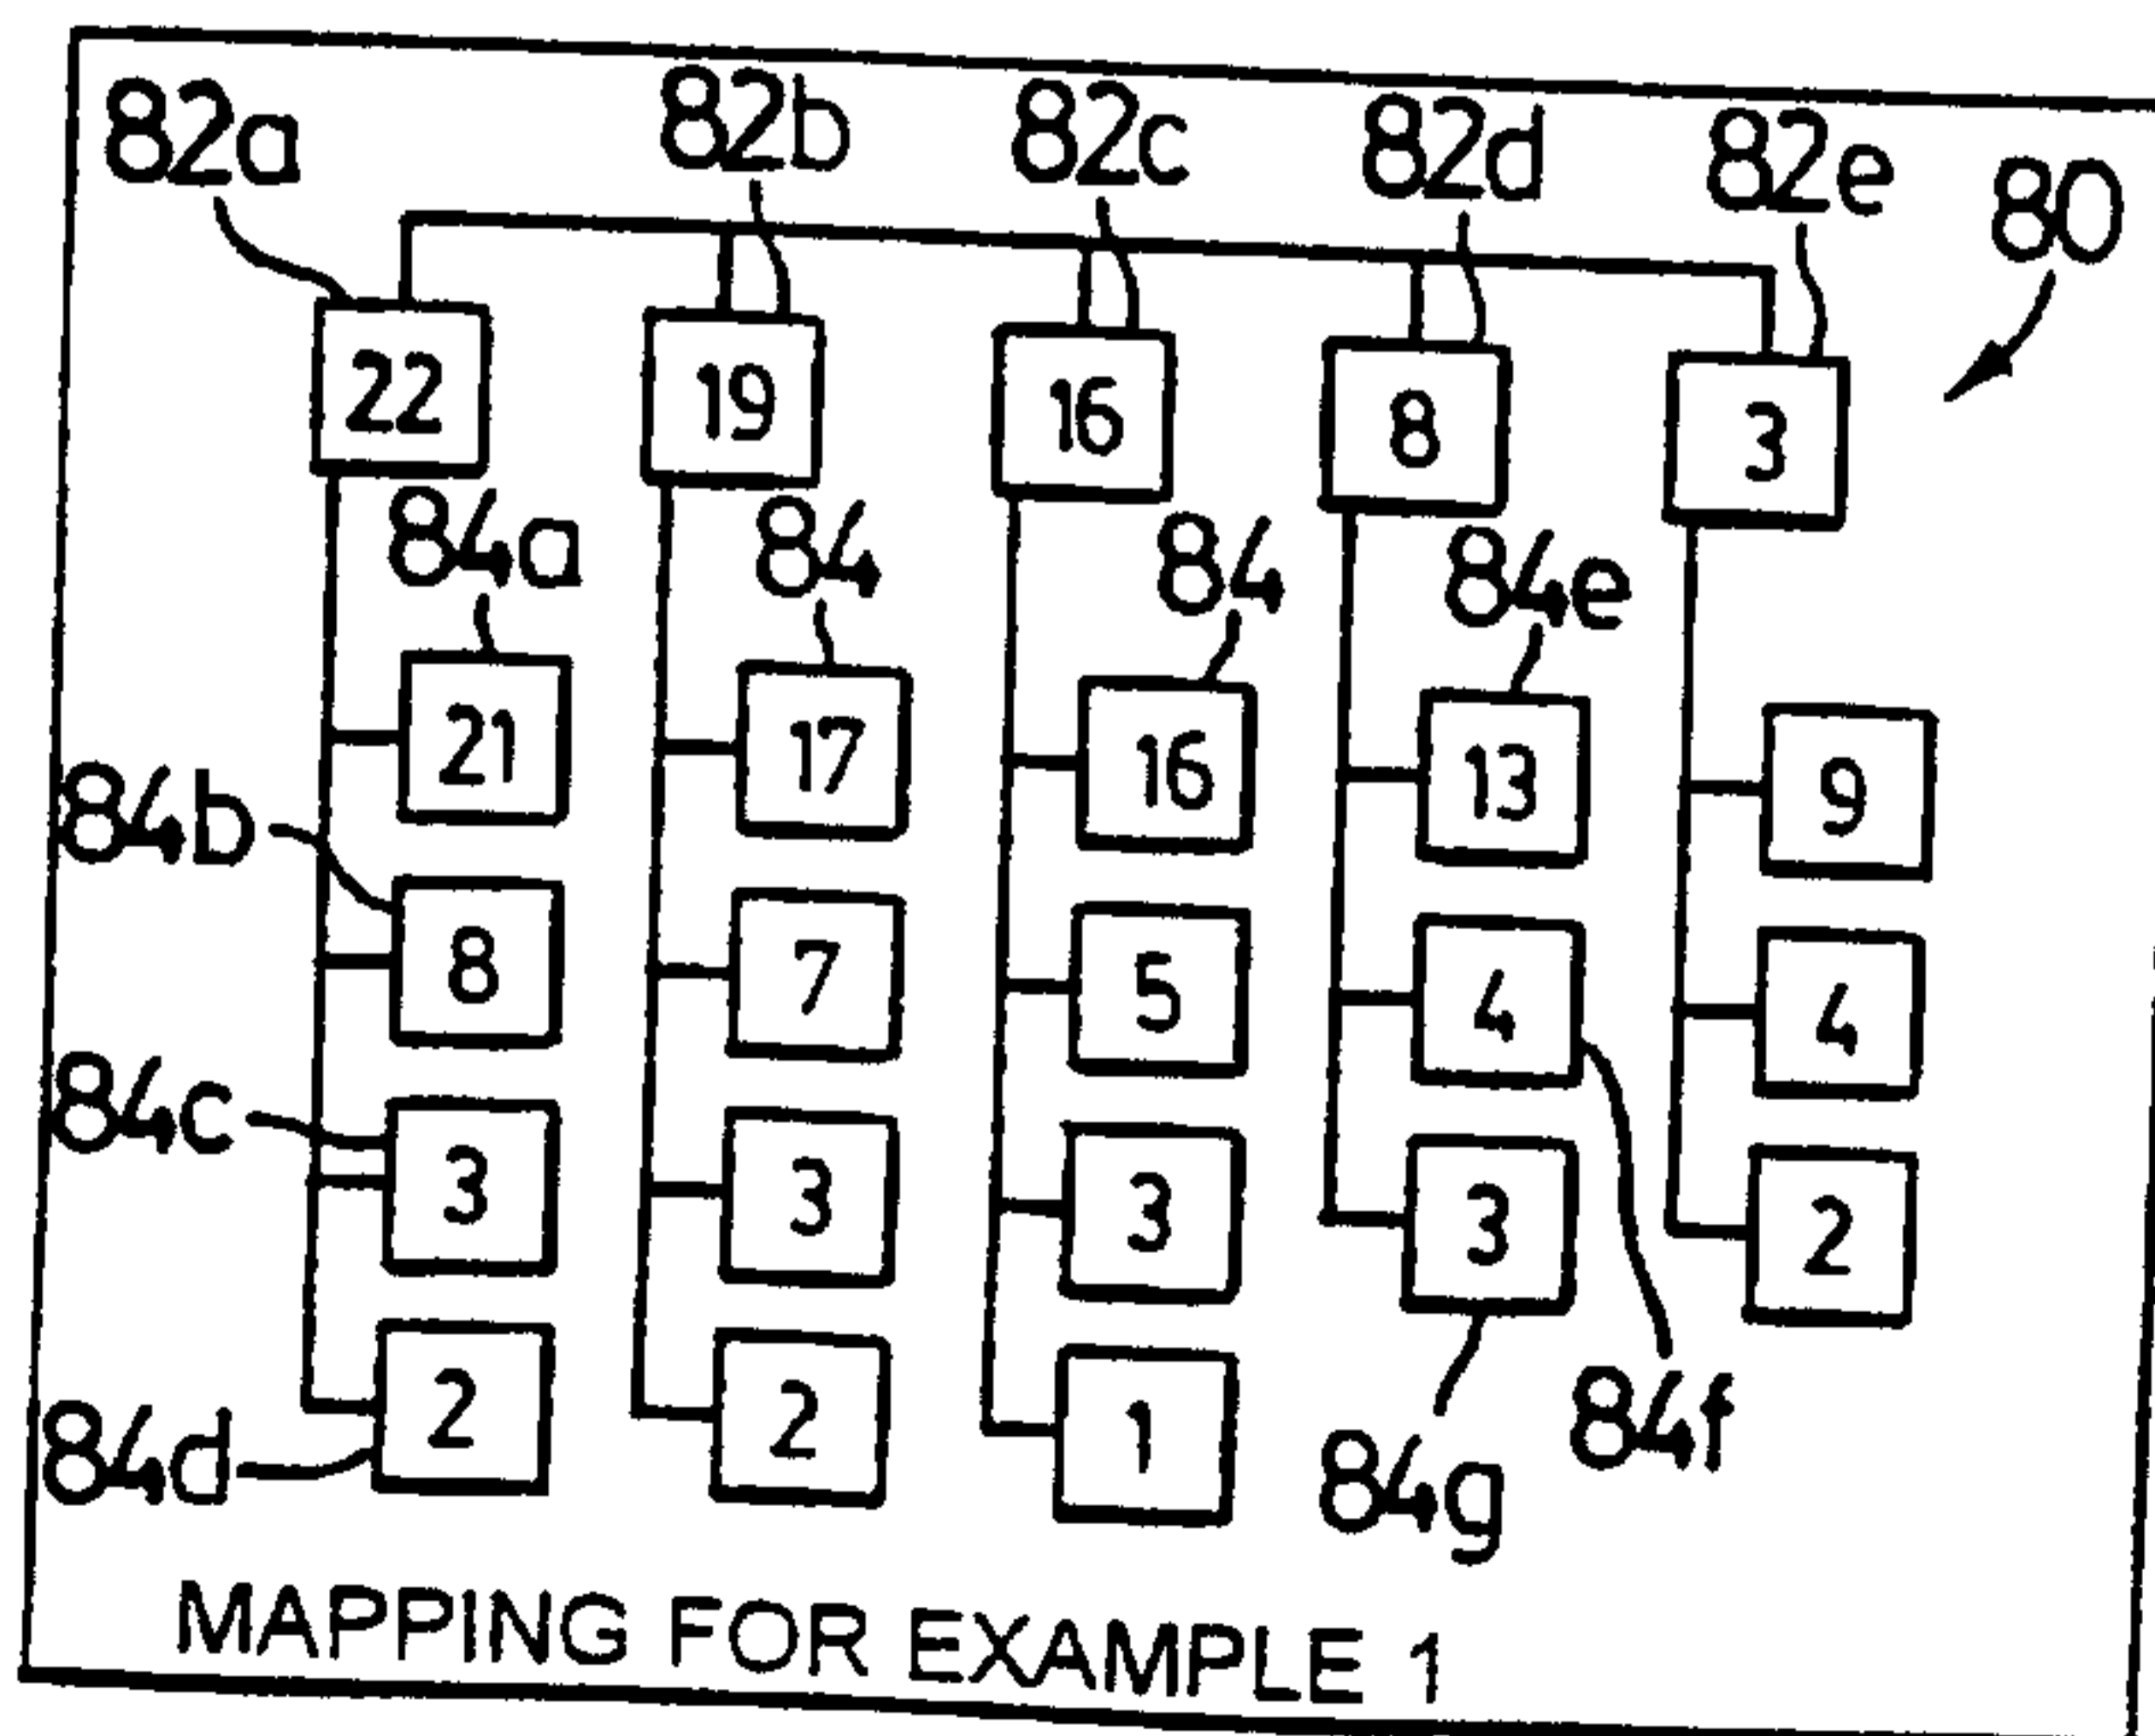 82a 82b 82c 82d 82e 80
22 19 16 8 3
84a 84 84 84e
21 17 16 13 9
84b
8 7 5 4 4
84c
3 3 3 3 2
84d 2 2 1 84g 84f
MAPPING FOR EXAMPLE 1